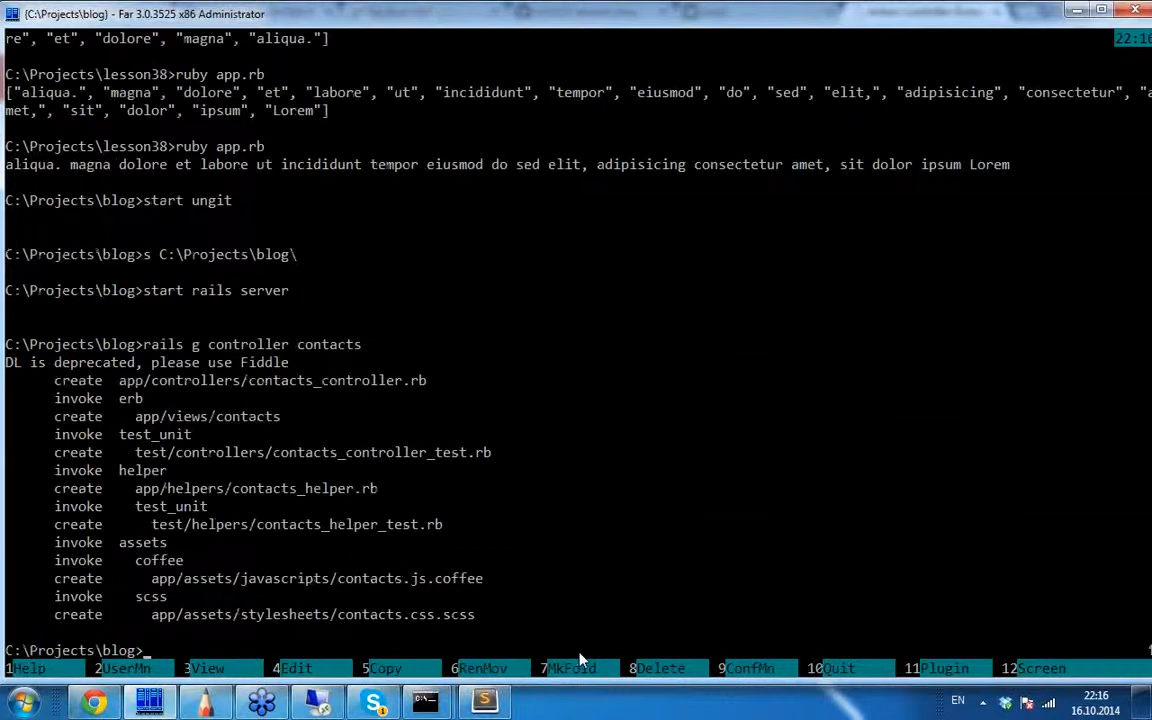 {C:\Projects\blog} - Far 3.0.3525 x86 Administrator
re", "et", "dolore", "magna", "aliqua."]
22:16
C:\Projects\lesson38>ruby app.rb
["aliqua.", "magna", "dolore", "et", "labore", "ut", "incididunt", "tempor", "eiusmod", "do", "sed", "elit,", "adipisicing", "consectetur", "a
met,", "sit", "dolor", "ipsum", "Lorem"]
C:\Projects\lesson38>ruby app.rb
aliqua. magna dolore et labore ut incididunt tempor eiusmod do sed elit, adipisicing consectetur amet, sit dolor ipsum Lorem
C:\Projects\blog>start ungit
C:\Projects\blog>s C:\Projects\blog\
C:\Projects\blog>start rails server
C:\Projects\blog>rails g controller contacts
DL is deprecated, please use Fiddle
create app/controllers/contacts_controller.rb
invoke erb
create app/views/contacts
invoke test_unit
create test/controllers/contacts_controller_test.rb
invoke helper
create app/helpers/contacts_helper.rb
invoke test_unit
create test/helpers/contacts_helper_test.rb
invoke assets
invoke coffee
create app/assets/javascripts/contacts.js.coffee
invoke scss
create app/assets/stylesheets/contacts.css.scss
C:\Projects\blog>_
1Help 2UserMn 3View 4Edit 5Copy 6RenMov 7MkFold 8Delete 9ConfMn 10Quit 11Plugin 12Screen
EN 22:16
16.10.2014